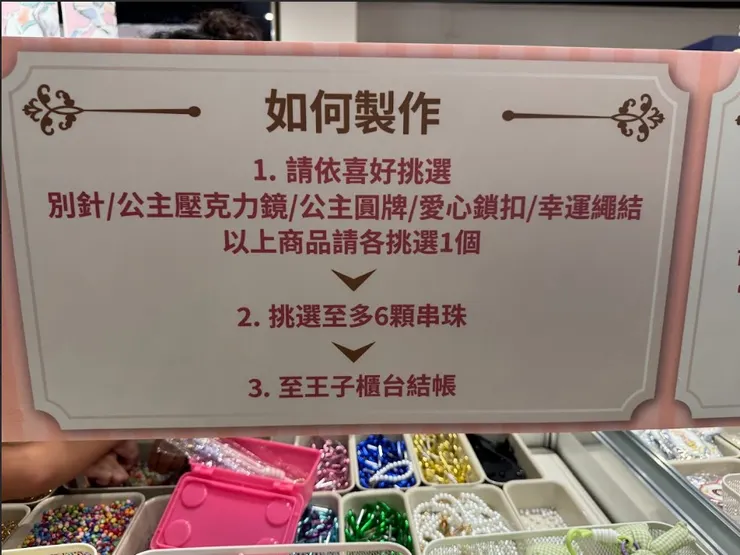 如何製作
1. 請依喜好挑選
別針/公主壓克力鏡/公主圓牌/愛心鎖扣/幸運繩結
以上商品請各挑選1個
2. 挑選至多6顆串珠
3. 至王子櫃台結帳